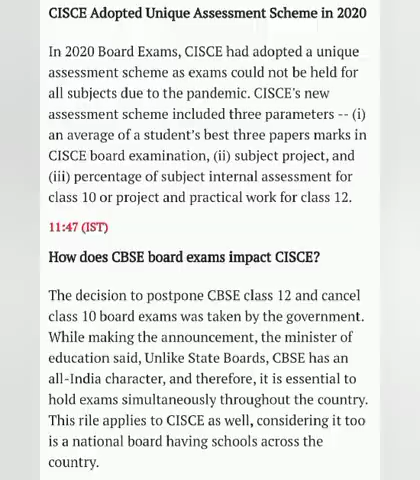 CISCE Adopted Unique Assessment Scheme in 2020
In 2020 Board Exams, CISCE had adopted a unique
assessment scheme as exams could not be held for
all subjects due to the pandemic. CISCE's new
assessment scheme included three parameters -- (i)
an average of a student's best three papers marks in
CISCE board examination, (ii) subject project, and
(iii) percentage of subject internal assessment for
class 10 or project and practical work for class 12.
11:47 (IST)
How does CBSE board exams impact CISCE?
The decision to postpone CBSE class 12 and cancel
class 10 board exams was taken by the government.
While making the announcement, the minister of
education said, Unlike State Boards, CBSE has an
all-India character, and therefore, it is essential to
hold exams simultaneously throughout the country.
This rile applies to CISCE as well, considering it too
is a national board having schools across the
country.